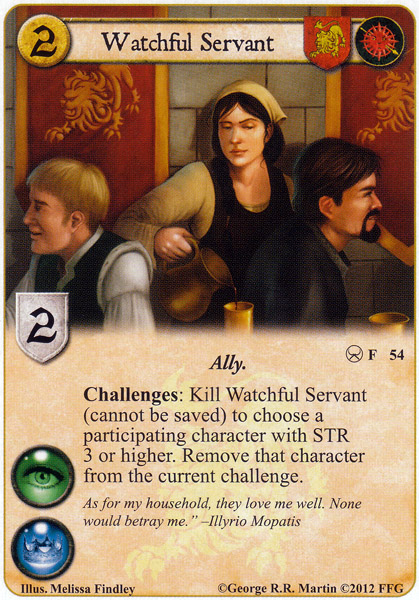 2 Watchful Servant
2
F 54
Ally.
Challenges: Kill Watchful Servant
(cannot be saved) to choose a
participating character with STR
3 or higher. Remove that character
from the current challenge.
As for my household, they love me well. None
would betray me.” –Illyrio Mopatis
Illus. Melissa Findley ©George R.R. Martin ©2012 FFG